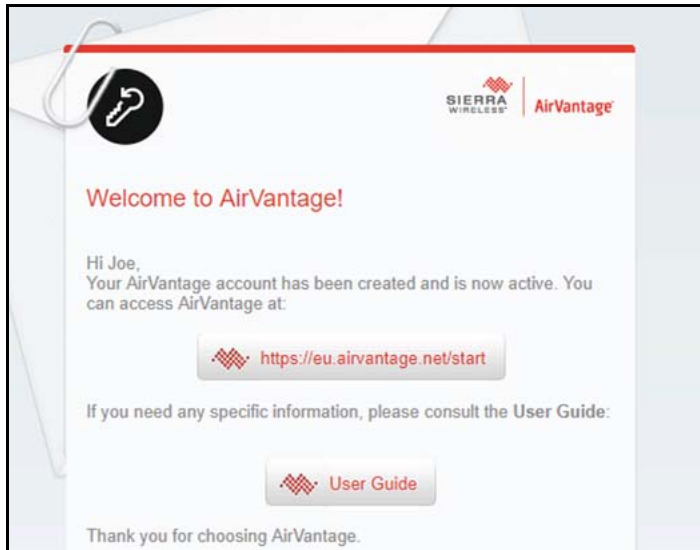 SIERRA
WIRELESS
AirVantage
Welcome to AirVantage!
Hi Joe,
Your AirVantage account has been created and is now active. You
can access AirVantage at:
https://eu.airvantage.net/start
If you need any specific information, please consult the User Guide:
User Guide
Thank you for choosing AirVantage.